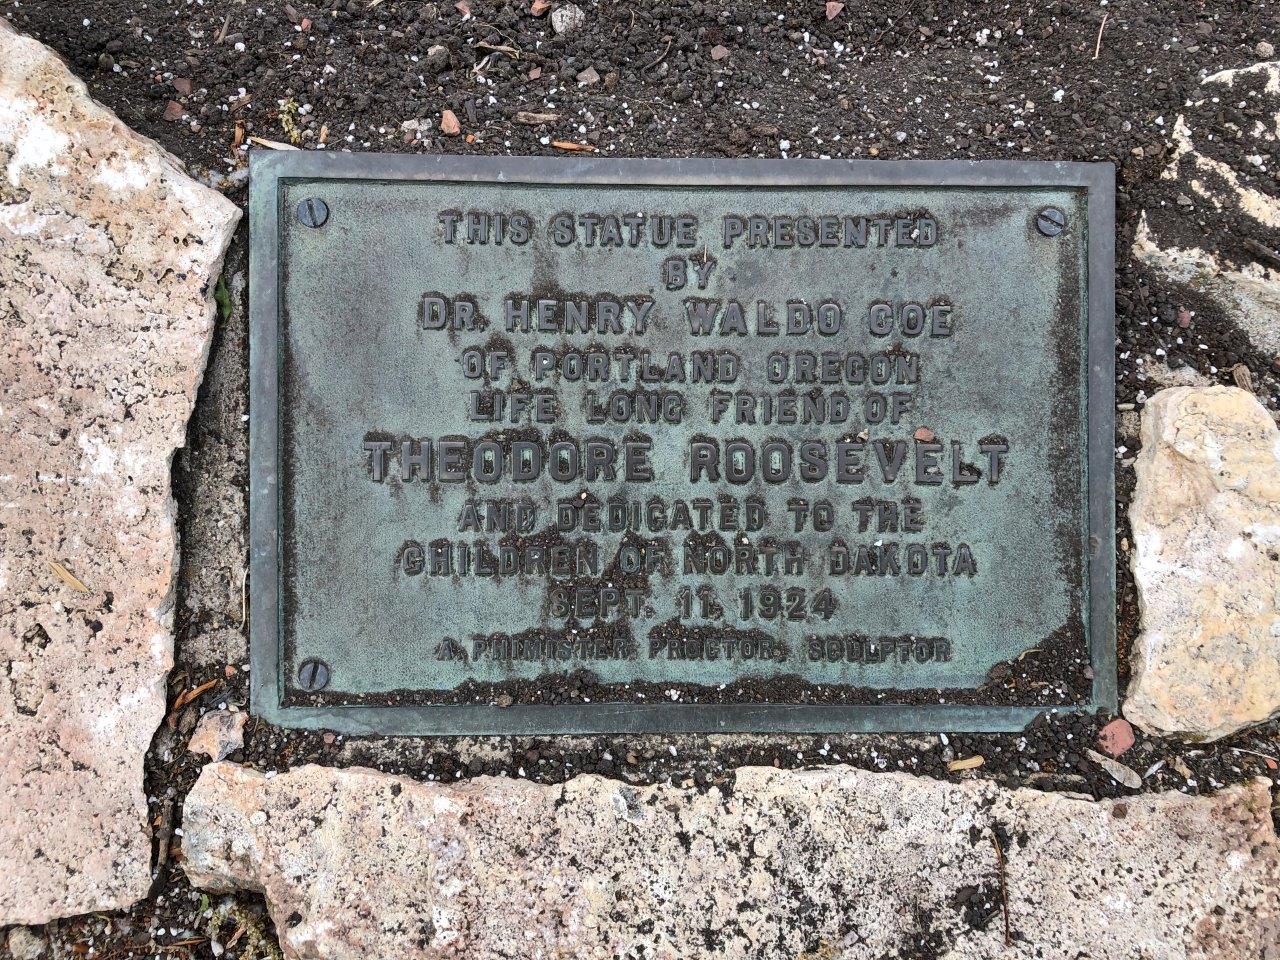 THIS STATUE PRESENTED
BY
DR. HENRY WALDO COE
OF PORTLAND OREGON
LIFE LONG FRIEND OF
THEODORE ROOSEVELT
AND DEDICATED TO THE
CHILDREN OF NORTH DAKOTA
SEPT. 11, 1924
A. PHIMISTER PROCTOR. SCULPTOR